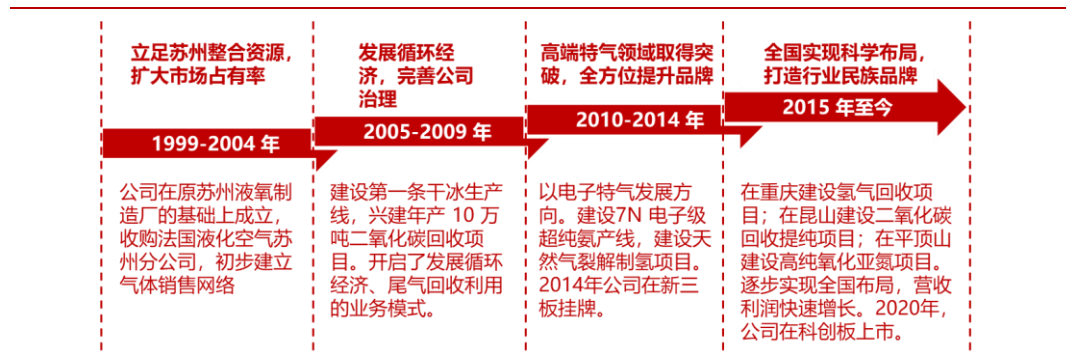 立足苏州整合资源，
扩大市场占有率
1999-2004 年
公司在原苏州液氧制
造厂的基础上成立，
收购法国液化空气苏
州分公司，初步建立
气体销售网络
发展循环经
济，完善公司
治理
2005-2009 年
建设第一条干冰生产
线，兴建年产 10 万
吨二氧化碳回收项
目。开启了发展循环
经济、尾气回收利用
的业务模式。
高端特气领域取得突
破，全方位提升品牌
2010-2014 年
以电子特气发展方
向。建设7N 电子级
超纯氨产线，建设天
然气裂解制氢项目。
2014年公司在新三
板挂牌。
全国实现科学布局，
打造行业民族品牌
2015 年至今
在重庆建设氢气回收项
目；在昆山建设二氧化碳
回收提纯项目；在平顶山
建设高纯氧化亚氮项目。
逐步实现全国布局，营收
利润快速增长。2020年，
公司在科创板上市。